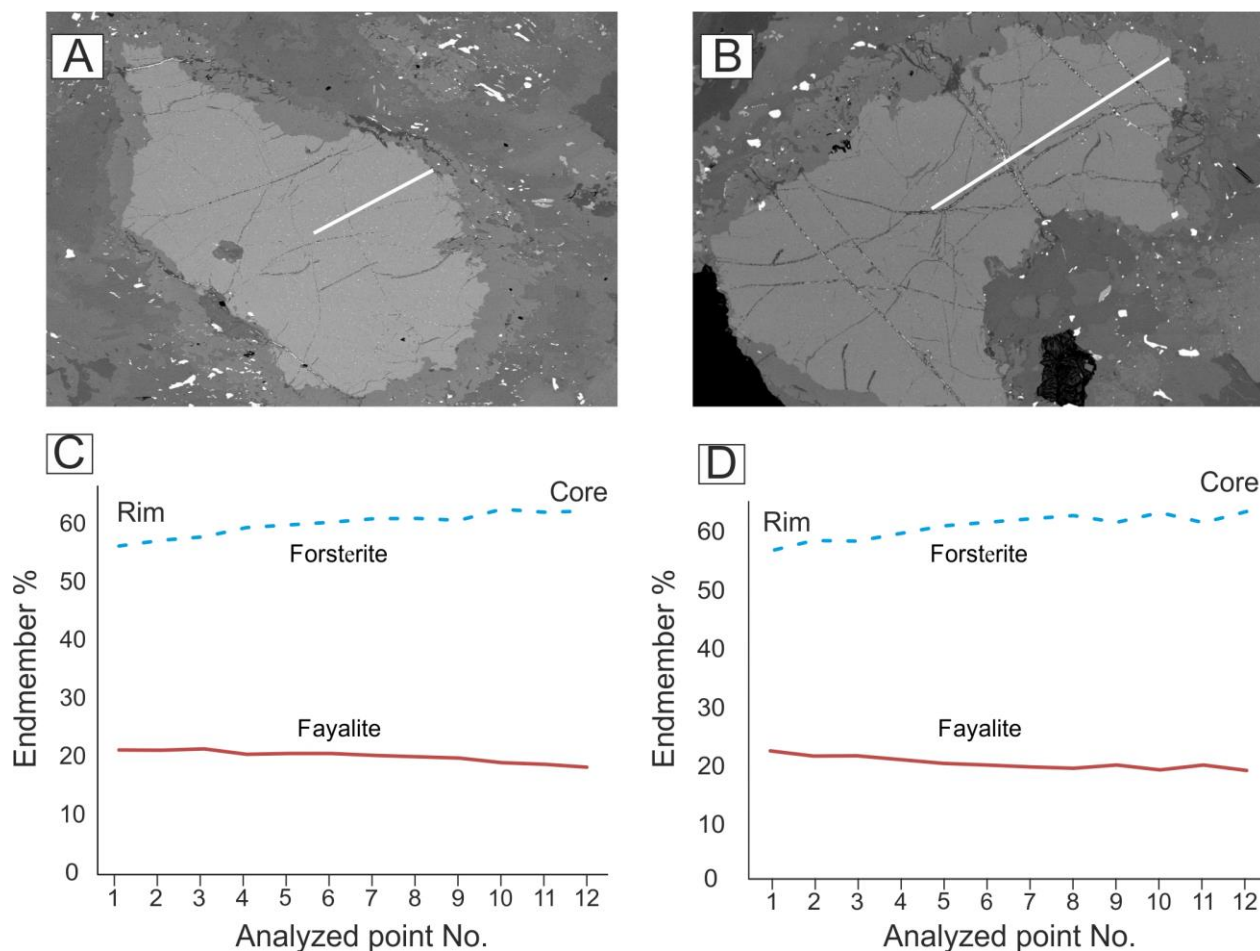 A
B
C
Endmember %
60
50
40
30
20
10
0
Rim
Core
Forsterite
Fayalite
1 2 3 4 5 6 7 8 9 10 11 12
Analyzed point No.
D
Endmember %
60
50
40
30
20
10
0
Rim
Core
Forsterite
Fayalite
1 2 3 4 5 6 7 8 9 10 11 12
Analyzed point No.